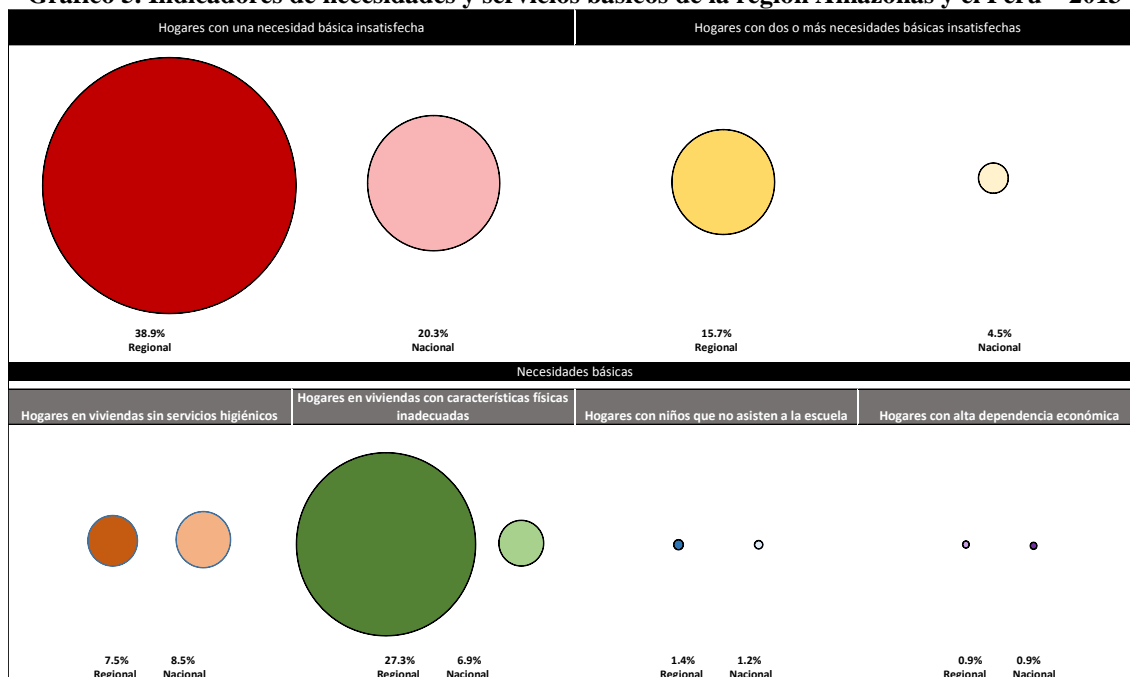 Gráfico 3. Indicadores de necesidades y servicios básicos de la región Amazonas y el Perú – 2015
Hogares con una necesidad básica insatisfecha
Hogares con dos o más necesidades básicas insatisfechas
38.9%
Regional
20.3%
Nacional
15.7%
Regional
4.5%
Nacional
Necesidades básicas
Hogares en viviendas sin servicios higiénicos
Hogares en viviendas con características físicas
inadecuadas
Hogares con niños que no asisten a la escuela
Hogares con alta dependencia económica
7.5%
Regional
8.5%
Nacional
27.3%
Regional
6.9%
Nacional
1.4%
Regional
1.2%
Nacional
0.9%
Regional
0.9%
Nacional